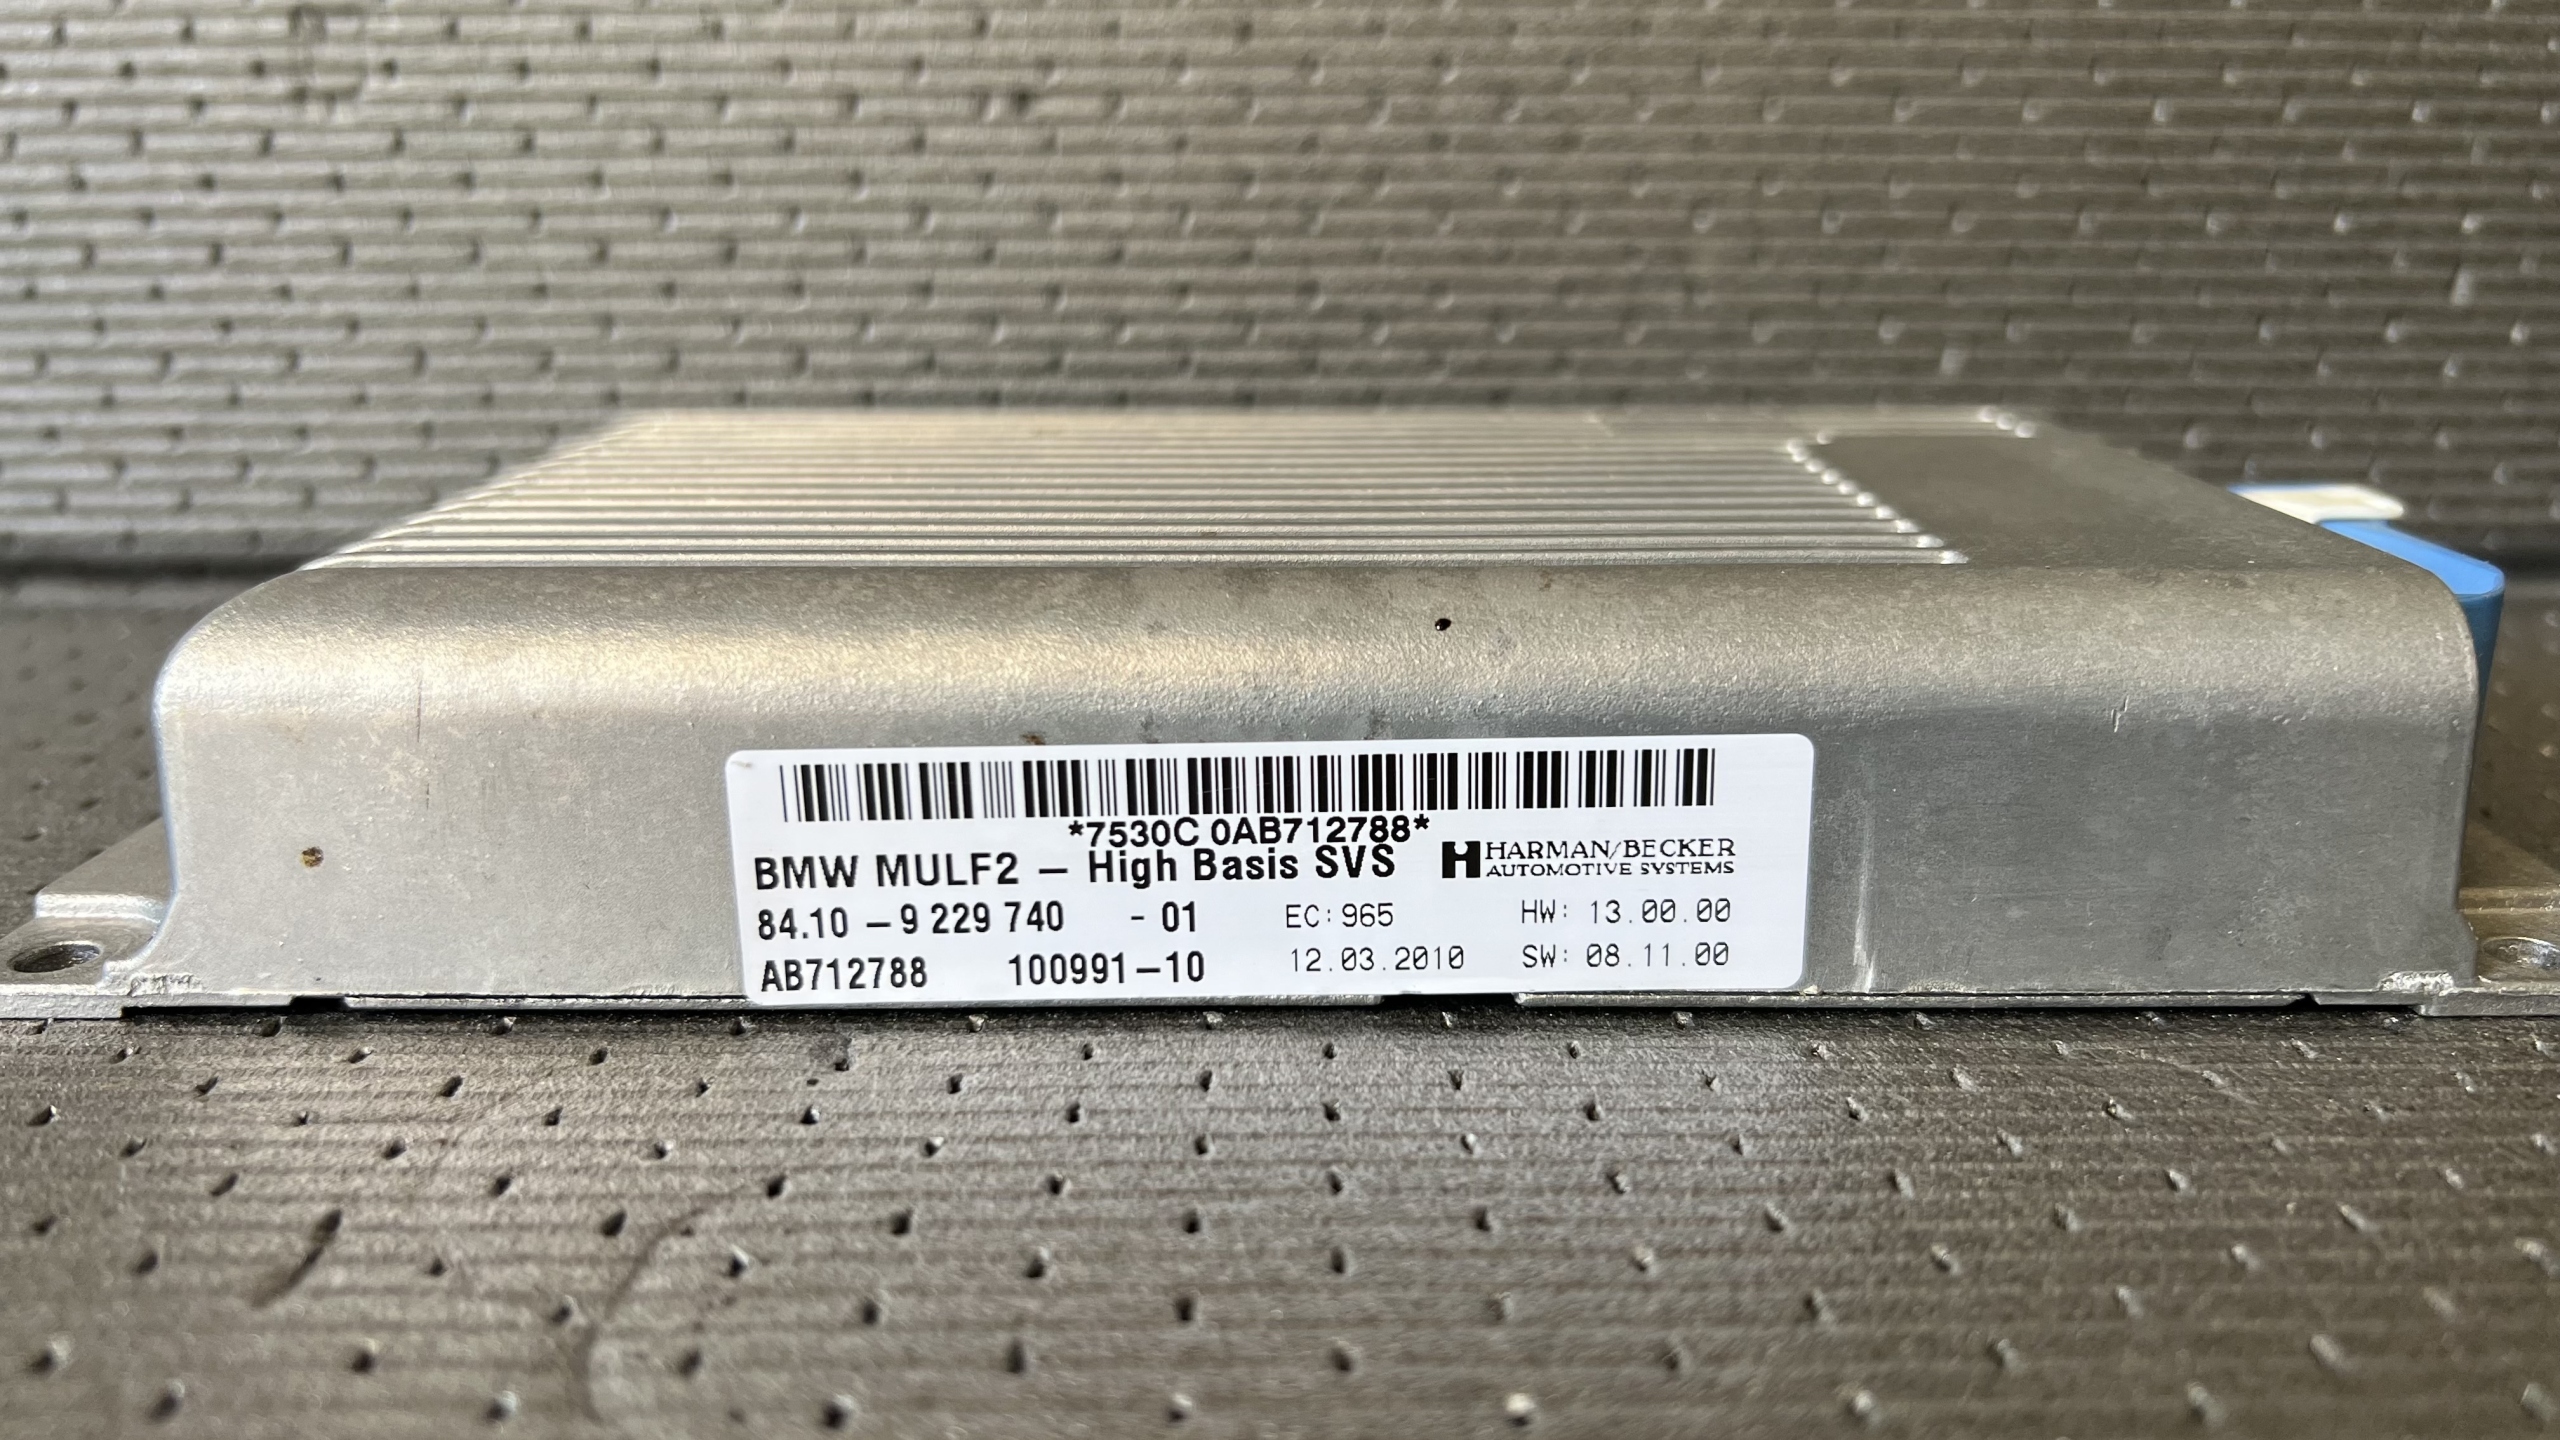 *7530C 0AB712788*
BMW MULF2 – High Basis SVS
HARMAN/BECKER
AUTOMOTIVE SYSTEMS
84.10 – 9 229 740 - 01 EC: 965 HW: 13.00.00
AB712788 100991–10 12.03.2010 SW: 08.11.00